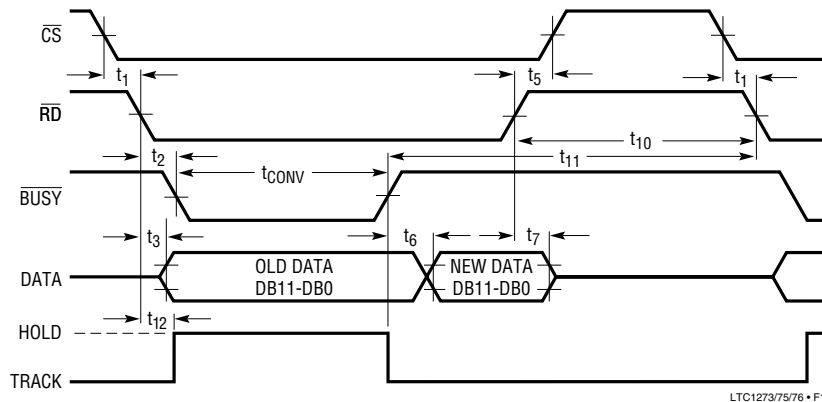 CS
t1
t5
t1
RD
t10
t2
tCONV
t11
BUSY
t3
t6
t7
DATA
OLD DATA
DB11-DB0
NEW DATA
DB11-DB0
t12
HOLD
TRACK
LTC1273/75/76 • F1